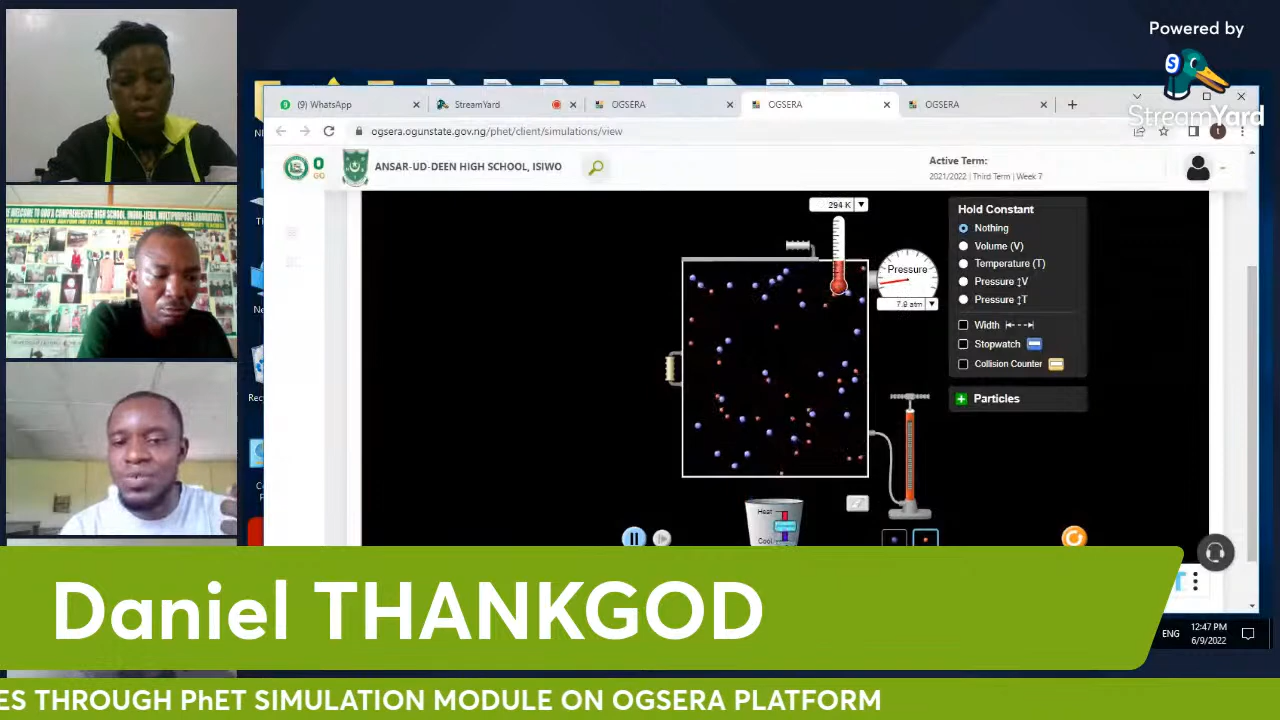 Powered by
StreamYard
(9) WhatsApp
StreamYard
OGSERA
OGSERA
OGSERA
ogsera.ogunstate.gov.ng/phet/client/simulations/view
ANSAR-UD-DEEN HIGH SCHOOL, ISIWO
Active Term:
2021/2022 | Third Term | Week 7
294 K
Pressure
7.8 atm
Hold Constant
Nothing
Volume (V)
Temperature (T)
Pressure ↕V
Pressure ↕T
Width
Stopwatch
Collision Counter
Particles
Heat
Cool
ENG
12:47 PM
6/9/2022
Daniel THANKGOD
ES THROUGH PhET SIMULATION MODULE ON OGSERA PLATFORM